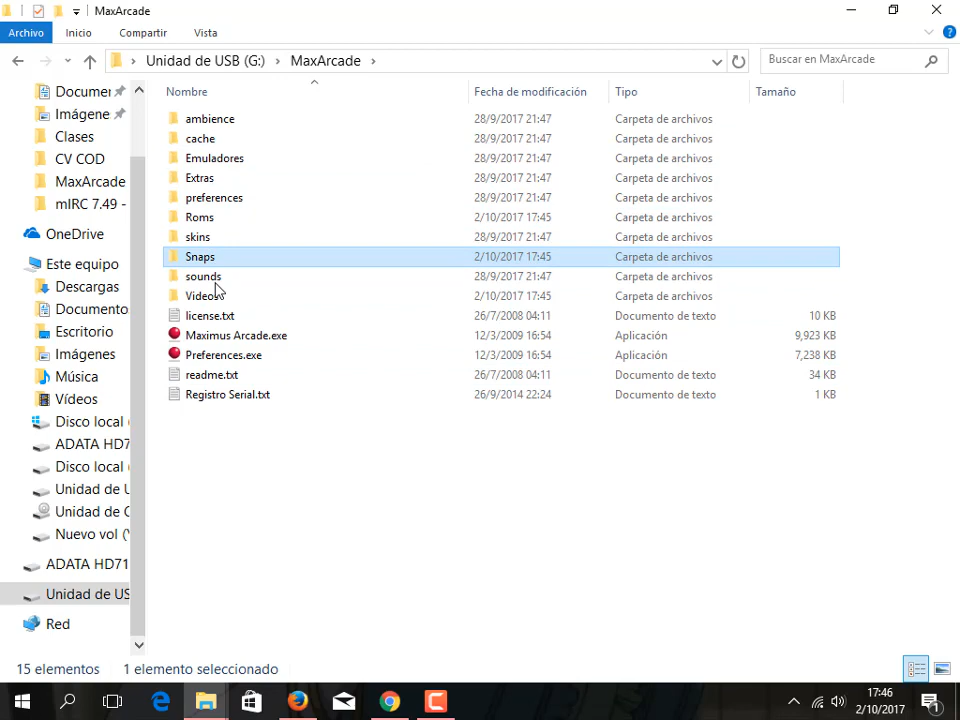 MaxArcade
Archivo Inicio Compartir Vista
Unidad de USB (G:) MaxArcade Buscar en MaxArcade
Nombre Fecha de modificación Tipo Tamaño
ambience 28/9/2017 21:47 Carpeta de archivos
cache 28/9/2017 21:47 Carpeta de archivos
Emuladores 28/9/2017 21:47 Carpeta de archivos
Extras 28/9/2017 21:47 Carpeta de archivos
preferences 28/9/2017 21:47 Carpeta de archivos
Roms 2/10/2017 17:45 Carpeta de archivos
skins 28/9/2017 21:47 Carpeta de archivos
Snaps 2/10/2017 17:45 Carpeta de archivos
sounds 28/9/2017 21:47 Carpeta de archivos
Videos 2/10/2017 17:45 Carpeta de archivos
license.txt 26/7/2008 04:11 Documento de texto 10 KB
Maximus Arcade.exe 12/3/2009 16:54 Aplicación 9,923 KB
Preferences.exe 12/3/2009 16:54 Aplicación 7,238 KB
readme.txt 26/7/2008 04:11 Documento de texto 34 KB
Registro Serial.txt 26/9/2014 22:24 Documento de texto 1 KB
Documen
Imágene
Clases
CV COD
MaxArcade
mIRC 7.49 -
OneDrive
Este equipo
Descargas
Documento
Escritorio
Imágenes
Música
Vídeos
Disco local
ADATA HD7
Disco local
Unidad de U
Unidad de C
Nuevo vol (
ADATA HD71
Unidad de US
Red
15 elementos 1 elemento seleccionado
17:46
2/10/2017
1